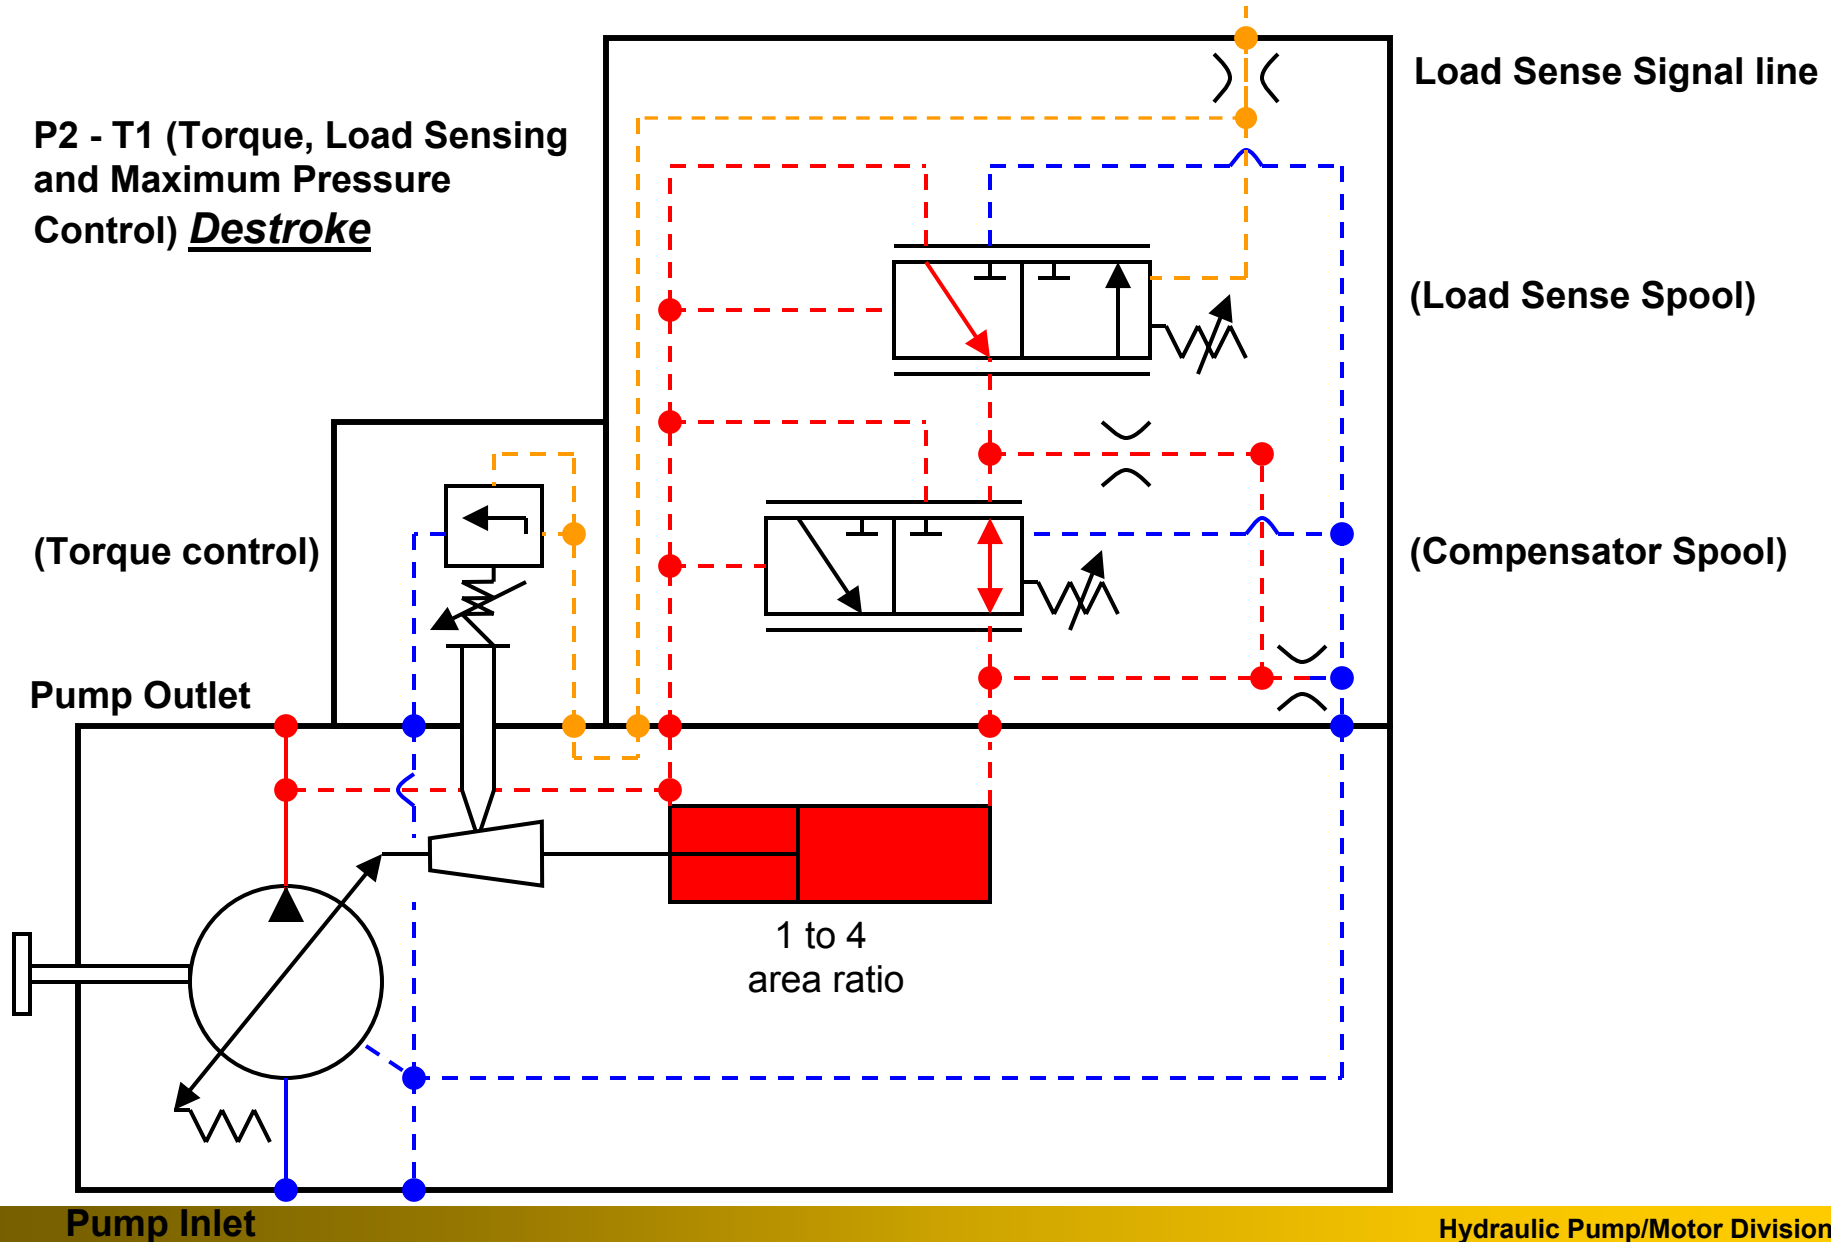 Load Sense Signal line
P2 - T1 (Torque, Load Sensing
and Maximum Pressure
Control) Destroke
(Load Sense Spool)
(Torque control)
(Compensator Spool)
Pump Outlet
1 to 4
area ratio
Pump Inlet
Hydraulic Pump/Motor Division